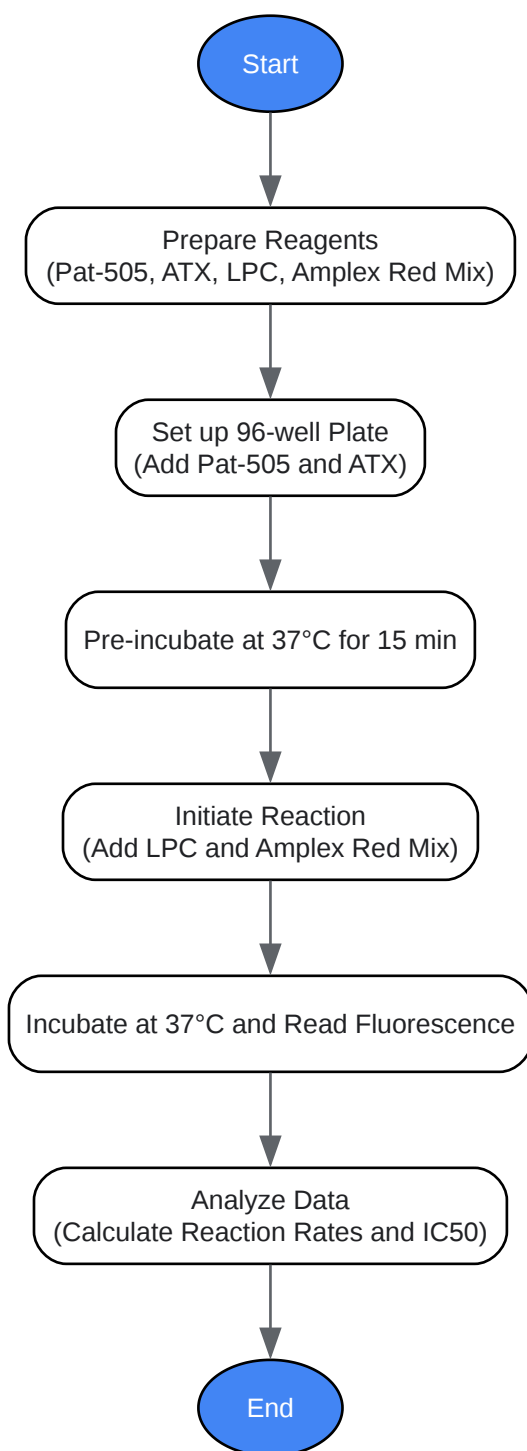 Start
Prepare Reagents
(Pat-505, ATX, LPC, Amplex Red Mix)
Set up 96-well Plate
(Add Pat-505 and ATX)
Pre-incubate at 37°C for 15 min
Initiate Reaction
(Add LPC and Amplex Red Mix)
Incubate at 37°C and Read Fluorescence
Analyze Data
(Calculate Reaction Rates and IC50)
End